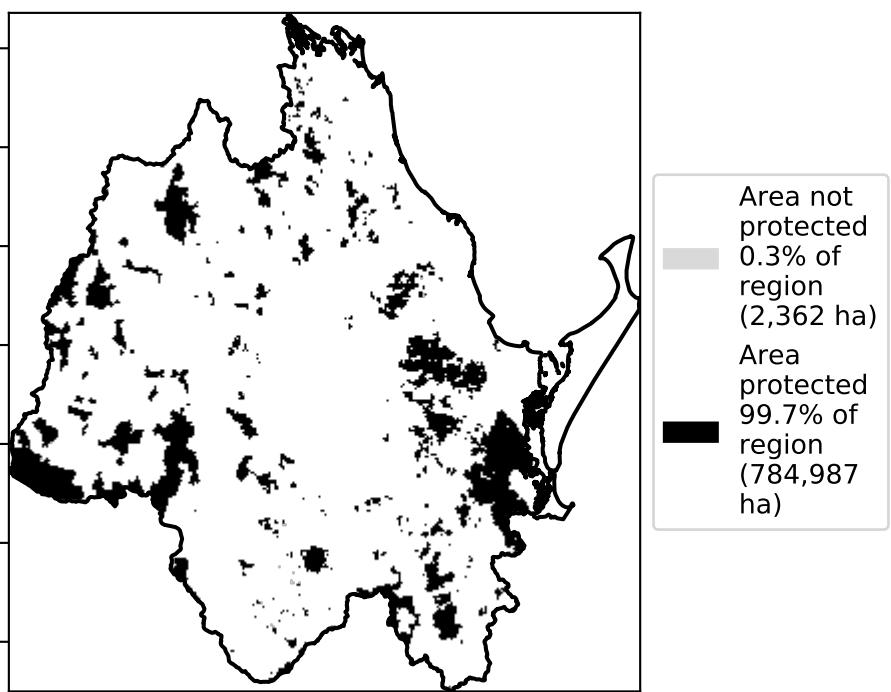 Area not
protected
0.3% of
region
(2,362 ha)
Area
protected
99.7% of
region
(784,987
ha)